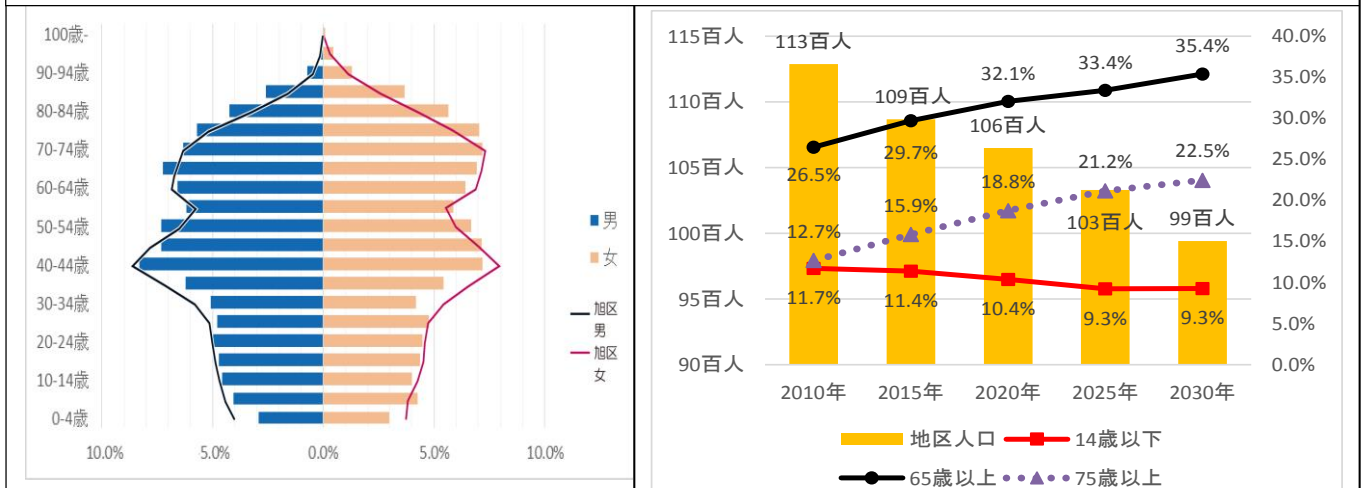 100歳-
90-94歳
80-84歳
70-74歳
60-64歳
50-54歳
40-44歳
30-34歳
20-24歳
10-14歳
0-4歳
10.0%
5.0%
0.0%
5.0%
10.0%
男
女
旭区
男
旭区
女
115百人
110百人
105百人
100百人
95百人
90百人
113百人
109百人
106百人
103百人
99百人
26.5%
29.7%
32.1%
33.4%
35.4%
12.7%
15.9%
18.8%
21.2%
22.5%
11.7%
11.4%
10.4%
9.3%
9.3%
40.0%
35.0%
30.0%
25.0%
20.0%
15.0%
10.0%
5.0%
0.0%
2010年
2015年
2020年
2025年
2030年
地区人口
14歳以下
65歳以上
75歳以上